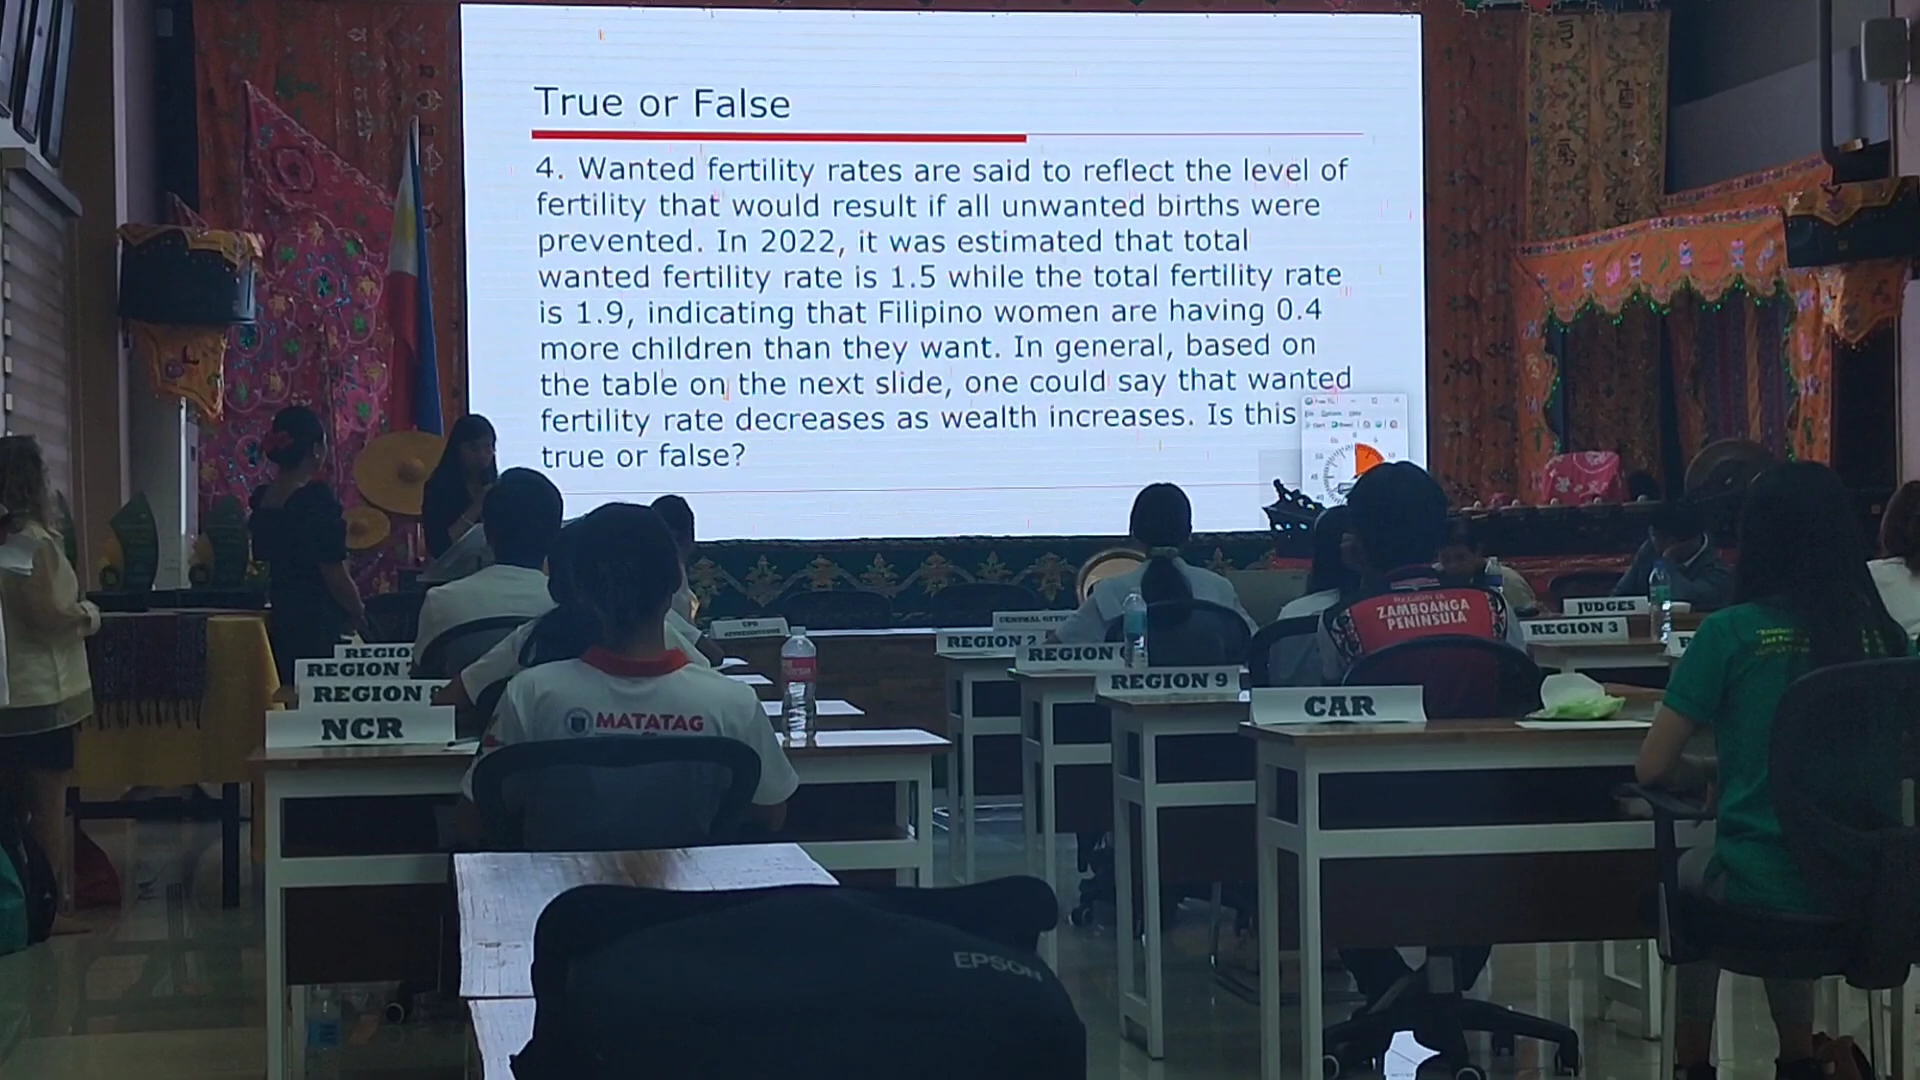 True or False
4. Wanted fertility rates are said to reflect the level of
fertility that would result if all unwanted births were
prevented. In 2022, it was estimated that total
wanted fertility rate is 1.5 while the total fertility rate
is 1.9, indicating that Filipino women are having 0.4
more children than they want. In general, based on
the table on the next slide, one could say that wanted
fertility rate decreases as wealth increases. Is this
true or false?
JUDGES
ZAMBOANGA
PENINSULA
REGION 3
REGION 2
REGION
REGION 9
CAR
REGION
REGION 8
NCR
MATATAG
EPSON